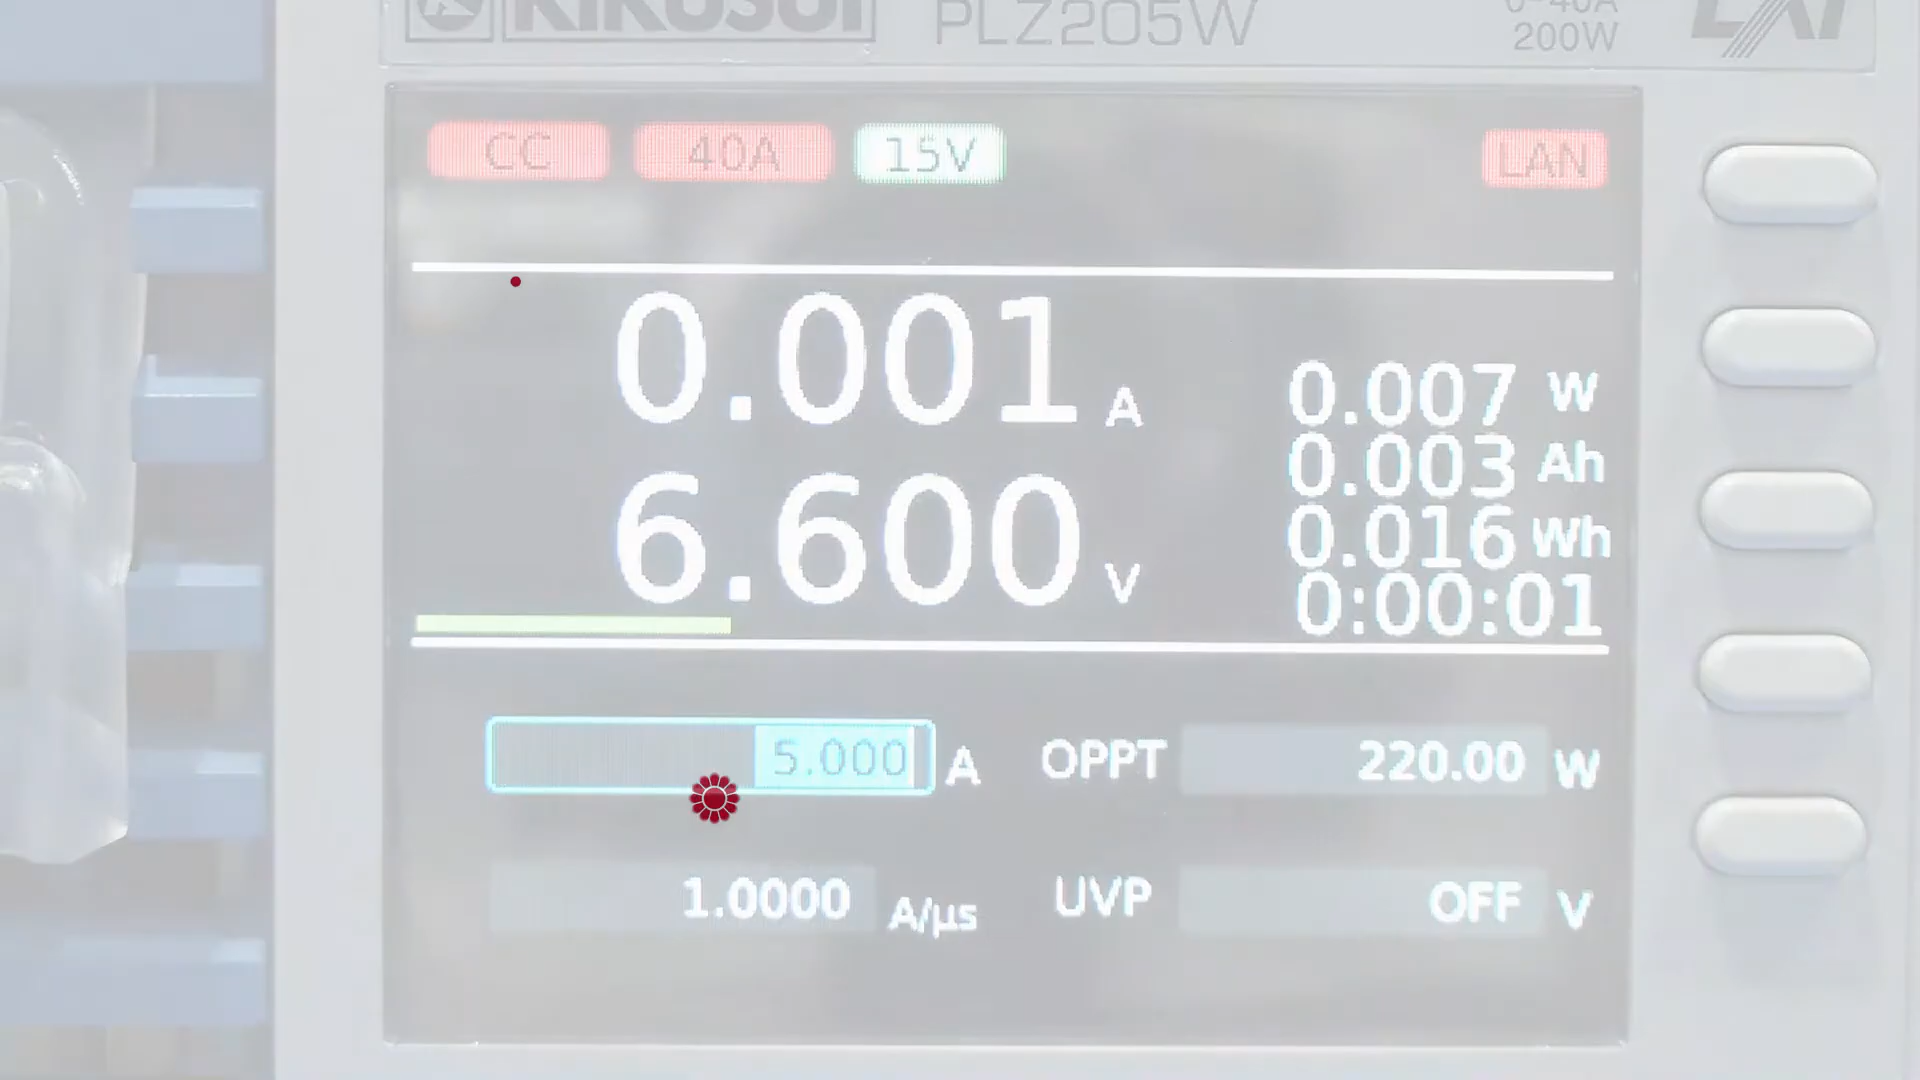 KIKUSUI PLZ205W
0-40A
200W
LXI
CC 40A 15V LAN
0.001 A
6.600 V
0.007 W
0.003 Ah
0.016 Wh
0:00:01
5.000 A OPPT 220.00 W
1.0000 A/µs UVP OFF V